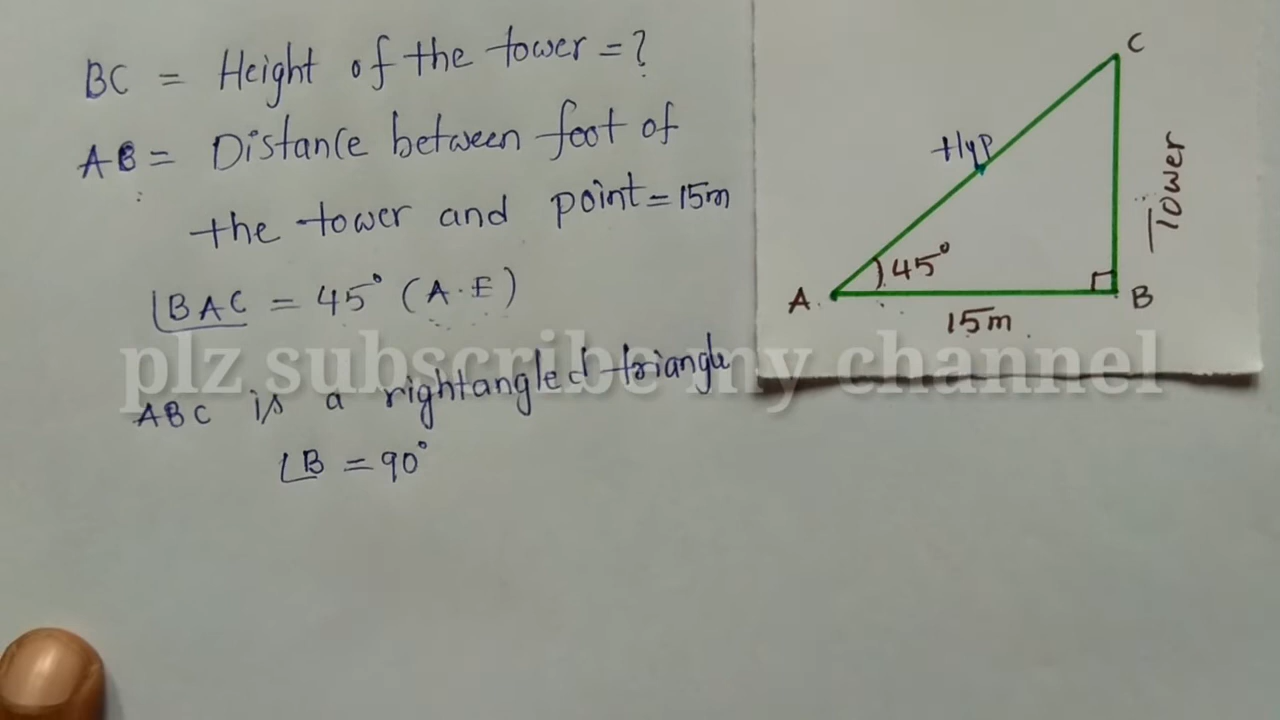 BC = Height of the tower = ?
AB = Distance between foot of
the tower and point = 15m
∠BAC = 45° (A.E)
plz subscribe my channel
ABC is a rightangled triangle
∠B = 90°
C
Hyp
Tower
45°
A
B
15m